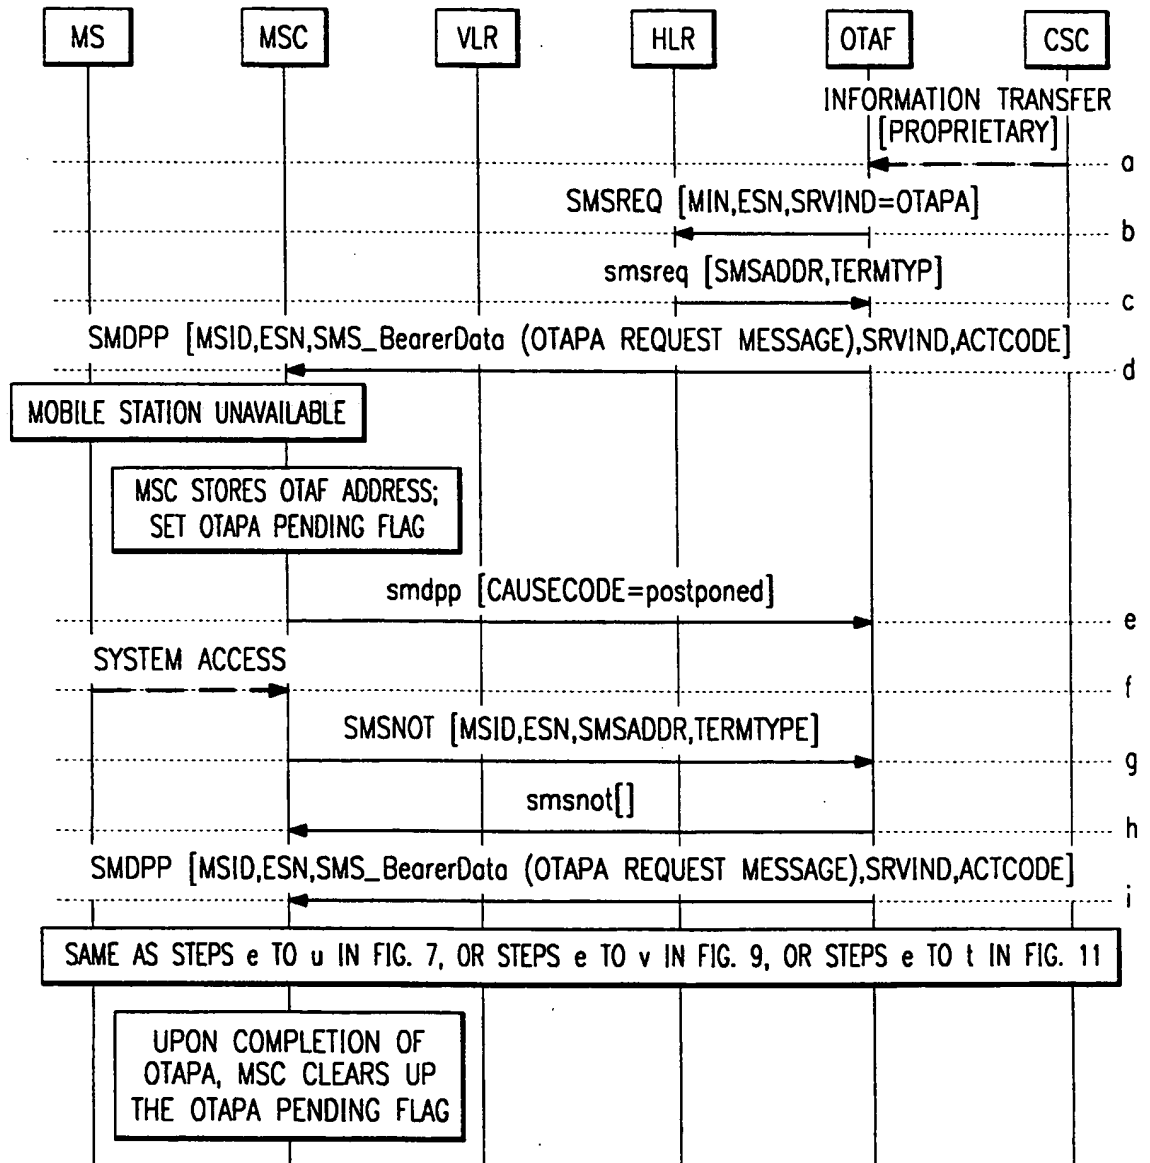 MS MSC VLR HLR OTAF CSC
INFORMATION TRANSFER
[PROPRIETARY]
a
SMSREQ [MIN,ESN,SRVIND=OTAPA]
b
smsreq [SMSADDR,TERMTYP]
c
SMDPP [MSID,ESN,SMS_BearerData (OTAPA REQUEST MESSAGE),SRVIND,ACTCODE]
d
MOBILE STATION UNAVAILABLE
MSC STORES OTAF ADDRESS;
SET OTAPA PENDING FLAG
smdpp [CAUSECODE=postponed]
e
SYSTEM ACCESS
f
SMSNOT [MSID,ESN,SMSADDR,TERMTYPE]
g
smsnot[]
h
SMDPP [MSID,ESN,SMS_BearerData (OTAPA REQUEST MESSAGE),SRVIND,ACTCODE]
i
SAME AS STEPS e TO u IN FIG. 7, OR STEPS e TO v IN FIG. 9, OR STEPS e TO t IN FIG. 11
UPON COMPLETION OF
OTAPA, MSC CLEARS UP
THE OTAPA PENDING FLAG